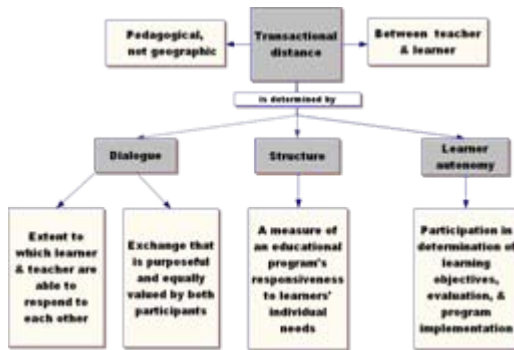 Pedagogical,
not geographic
Transactional
distance
Between teacher
& learner
is determined by
Dialogue
Structure
Learner
autonomy
Extent to
which learner
& teacher are
able to
respond to
each other
Exchange that
is purposeful
and equally
valued by both
participants
A measure of
an educational
program's
responsiveness
to learners'
individual
needs
Participation in
determination of
learning
objectives,
evaluation, &
program
implementation